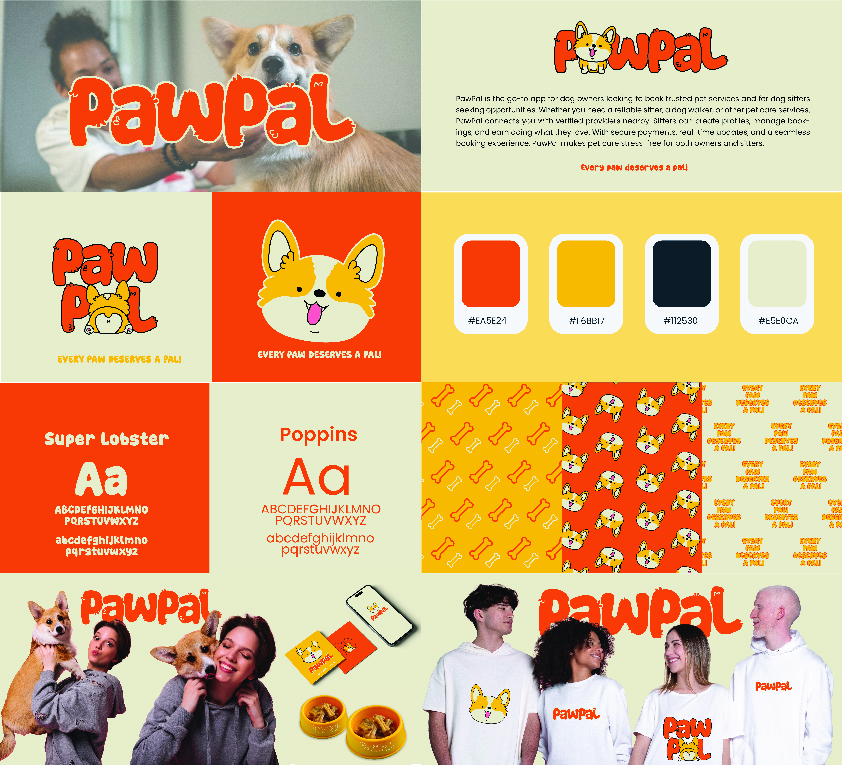 PawPal
PawPal
PawPal is the go-to app for dog owners looking to book trusted pet services and for dog sitters
seeking opportunities. Whether you need a reliable sitter, a dog walker, or other pet care services,
PawPal connects you with verified providers nearby. Sitters can create profiles, manage book-
ings, and earn doing what they love. With secure payments, real-time updates, and a seamless
booking experience, PawPal makes pet care stress-free for both owners and sitters.
Every paw deserves a pal!
Paw
Pal
EVERY PAW DESERVES A PAL!
EVERY PAW DESERVES A PAL!
#EA5E24
#F6BB17
#112530
#E5E0CA
Super Lobster
Aa
ABCDEFGHIJKLMNO
PQRSTUVWXYZ
abcdefghijklmno
pqrstuvwxyz
Poppins
Aa
ABCDEFGHIJKLMNO
PQRSTUVWXYZ
abcdefghijklmno
pqrstuvwxyz
EVERY
PAW
DESERVES
A PAL!
PawPal
PawPal
PawPal
PawPal
PawPal
Paw
Pal